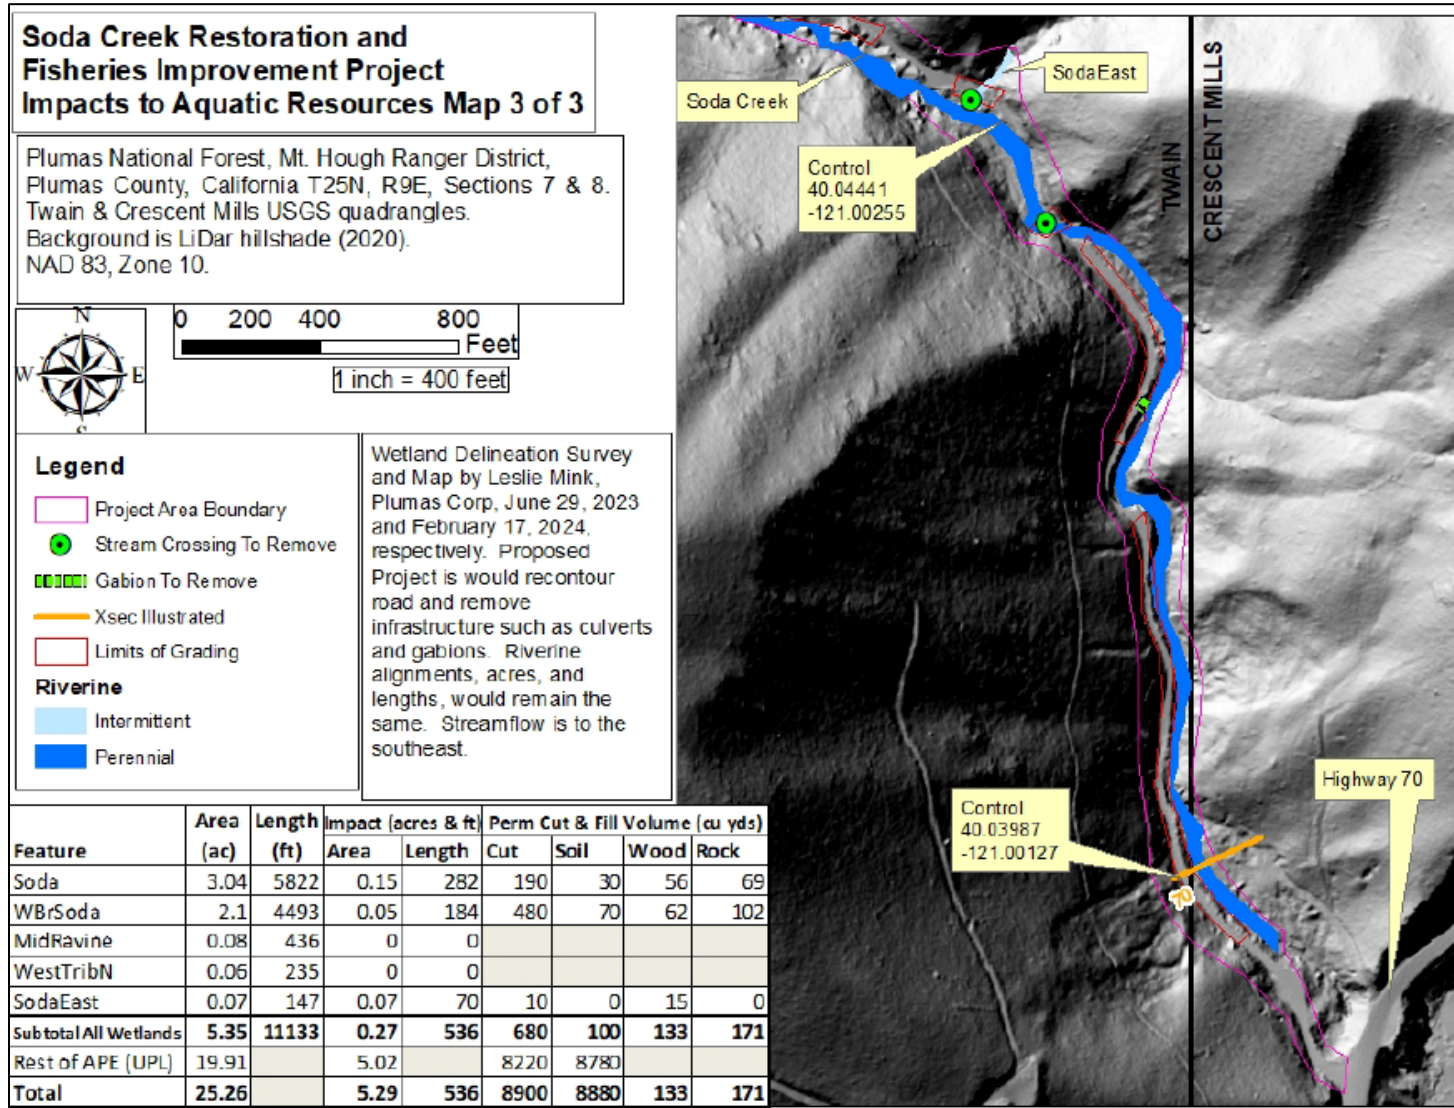 Soda Creek Restoration and
Fisheries Improvement Project
Impacts to Aquatic Resources Map 3 of 3
Plumas National Forest, Mt. Hough Ranger District,
Plumas County, California T25N, R9E, Sections 7 & 8.
Twain & Crescent Mills USGS quadrangles.
Background is LiDar hillshade (2020).
NAD 83, Zone 10.
N
W E
S
0 200 400 800
Feet
1 inch = 400 feet
Legend
Project Area Boundary
Stream Crossing To Remove
Gabion To Remove
Xsec Illustrated
Limits of Grading
Riverine
Intermittent
Perennial
Wetland Delineation Survey
and Map by Leslie Mink,
Plumas Corp, June 29, 2023
and February 17, 2024,
respectively. Proposed
Project is would recontour
road and remove
infrastructure such as culverts
and gabions. Riverine
alignments, acres, and
lengths, would remain the
same. Streamflow is to the
southeast.
Soda Creek
SodaEast
Control
40.04441
-121.00255
TWAIN
CRESCENT MILLS
Highway 70
Control
40.03987
-121.00127
70
Area Length Impact (acres & ft) Perm Cut & Fill Volume (cu yds)
Feature (ac) (ft) Area Length Cut Soil Wood Rock
Soda 3.04 5822 0.15 282 190 30 56 69
WBrSoda 2.1 4493 0.05 184 480 70 62 102
MidRavine 0.08 436 0 0
WestTribN 0.06 235 0 0
SodaEast 0.07 147 0.07 70 10 0 15 0
Subtotal All Wetlands 5.35 11133 0.27 536 680 100 133 171
Rest of APE (UPL) 19.91 5.02 8220 8780
Total 25.26 5.29 536 8900 8880 133 171